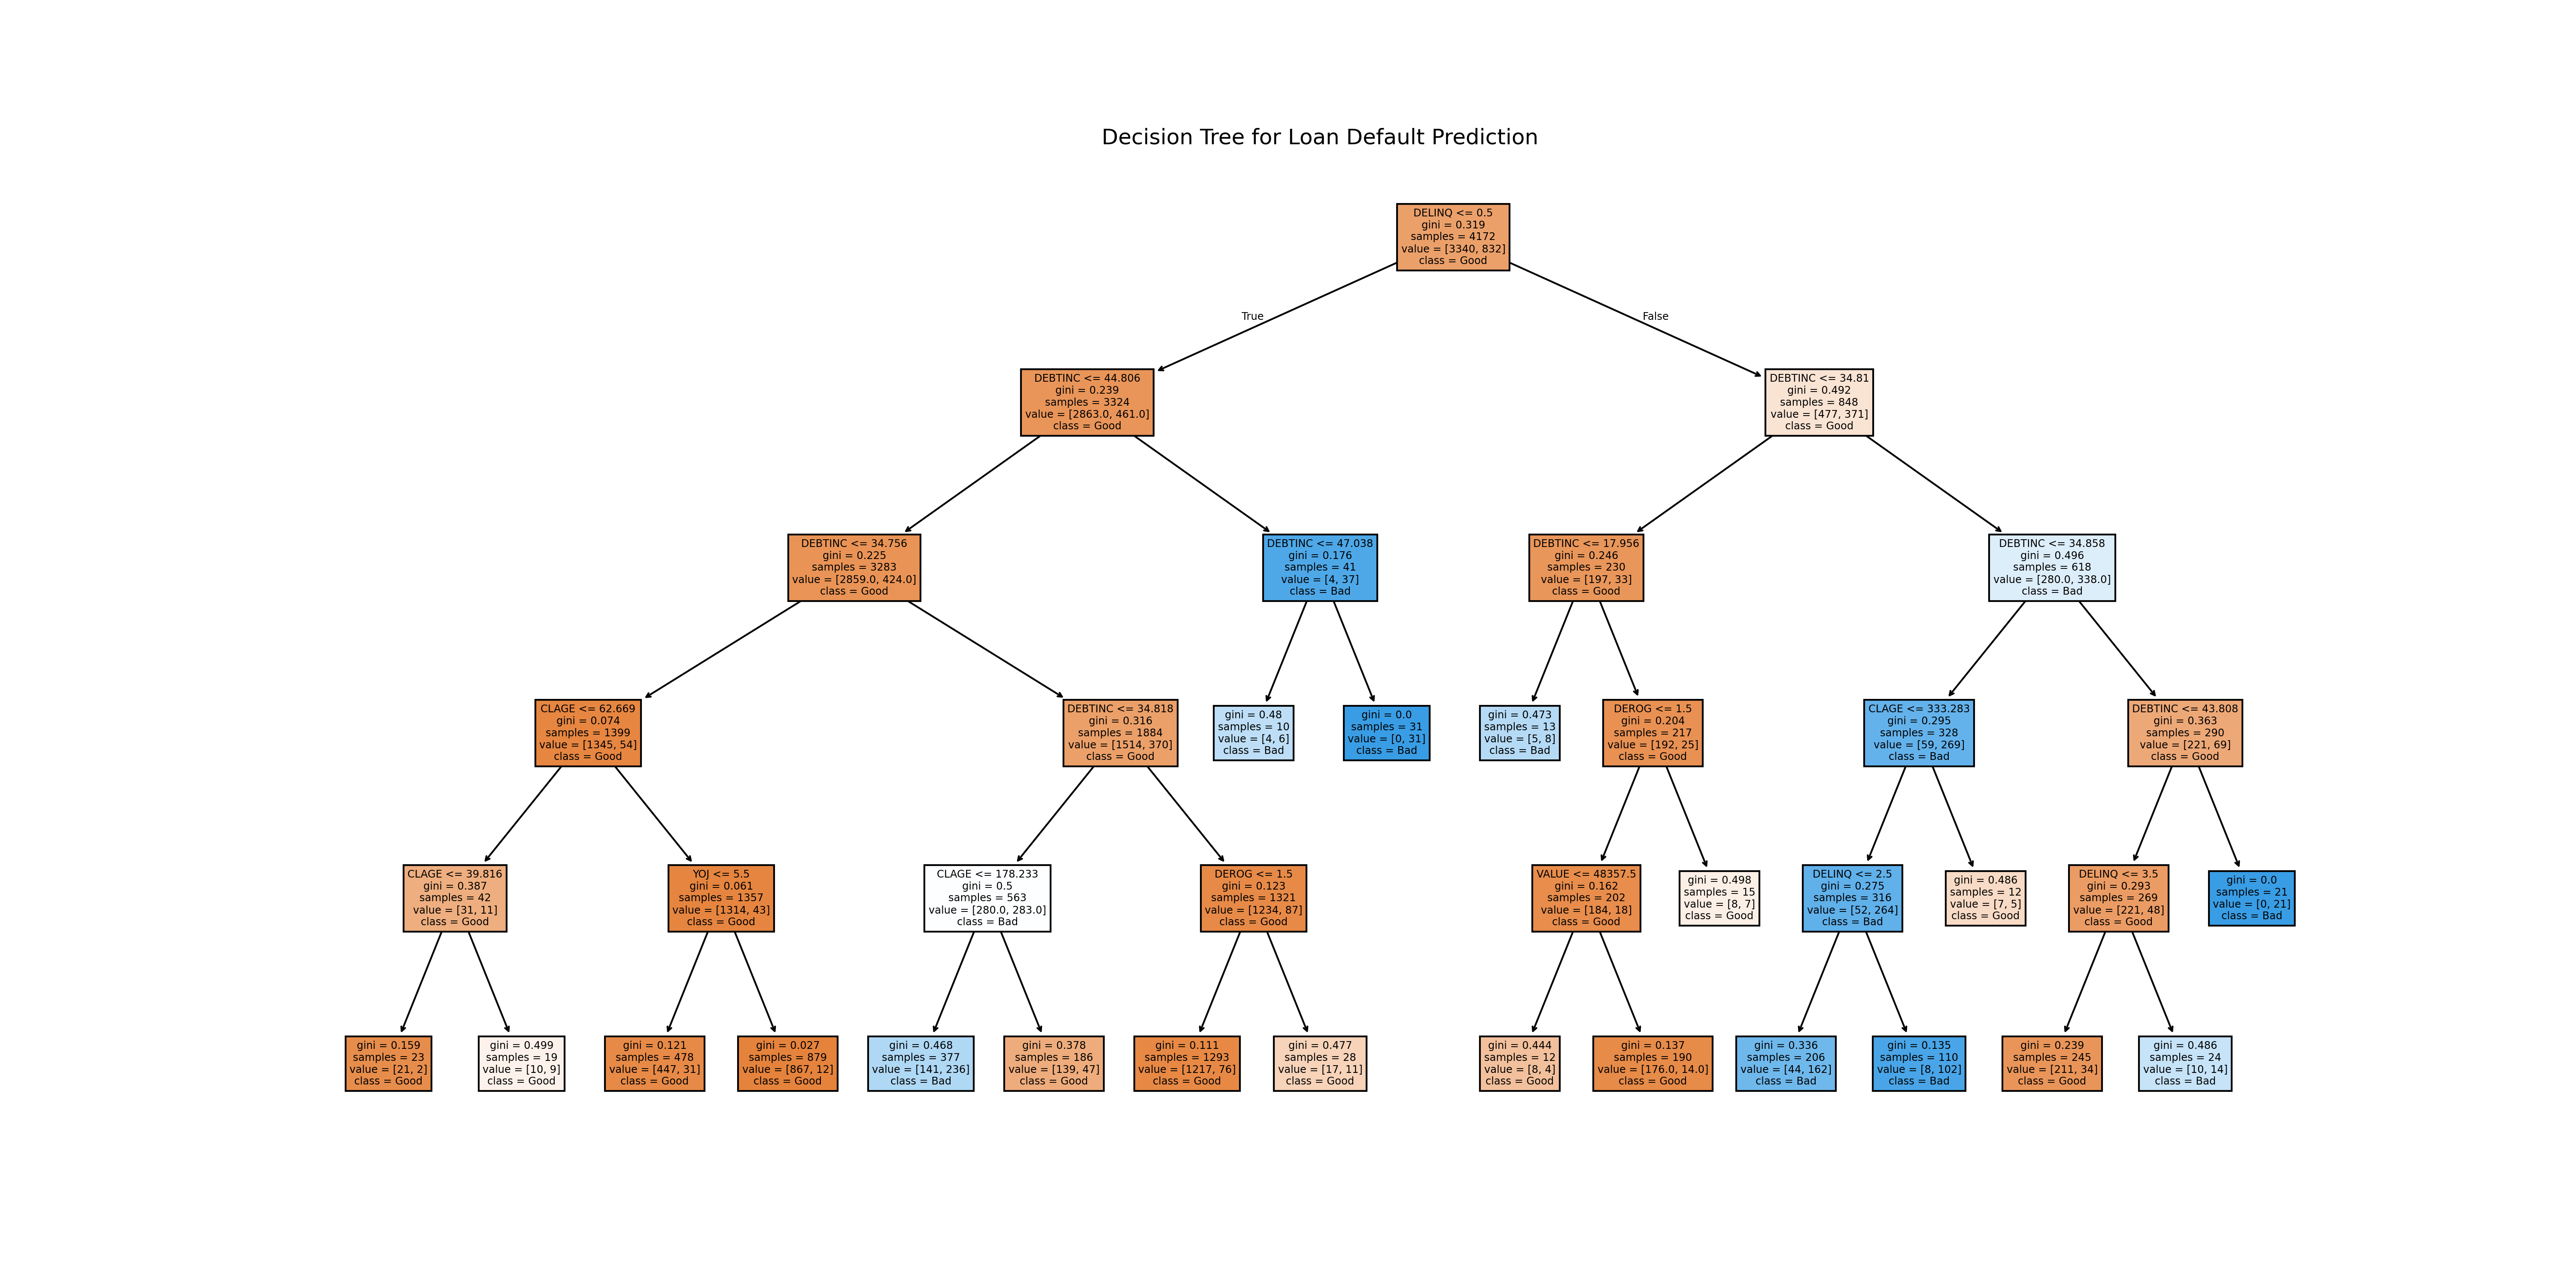 Decision Tree for Loan Default Prediction
DELINQ <= 0.5
gini = 0.319
samples = 4172
value = [3340, 832]
class = Good
True
False
DEBTINC <= 44.806
gini = 0.239
samples = 3324
value = [2863.0, 461.0]
class = Good
DEBTINC <= 34.81
gini = 0.492
samples = 848
value = [477, 371]
class = Good
DEBTINC <= 34.756
gini = 0.225
samples = 3283
value = [2859.0, 424.0]
class = Good
DEBTINC <= 47.038
gini = 0.176
samples = 41
value = [4, 37]
class = Bad
DEBTINC <= 17.956
gini = 0.246
samples = 230
value = [197, 33]
class = Good
DEBTINC <= 34.858
gini = 0.496
samples = 618
value = [280.0, 338.0]
class = Bad
CLAGE <= 62.669
gini = 0.074
samples = 1399
value = [1345, 54]
class = Good
DEBTINC <= 34.818
gini = 0.316
samples = 1884
value = [1514, 370]
class = Good
gini = 0.48
samples = 10
value = [4, 6]
class = Bad
gini = 0.0
samples = 31
value = [0, 31]
class = Bad
gini = 0.473
samples = 13
value = [5, 8]
class = Bad
DEROG <= 1.5
gini = 0.204
samples = 217
value = [192, 25]
class = Good
CLAGE <= 333.283
gini = 0.295
samples = 328
value = [59, 269]
class = Bad
DEBTINC <= 43.808
gini = 0.363
samples = 290
value = [221, 69]
class = Good
CLAGE <= 39.816
gini = 0.387
samples = 42
value = [31, 11]
class = Good
YOJ <= 5.5
gini = 0.061
samples = 1357
value = [1314, 43]
class = Good
CLAGE <= 178.233
gini = 0.5
samples = 563
value = [280.0, 283.0]
class = Bad
DEROG <= 1.5
gini = 0.123
samples = 1321
value = [1234, 87]
class = Good
VALUE <= 48357.5
gini = 0.162
samples = 202
value = [184, 18]
class = Good
gini = 0.498
samples = 15
value = [8, 7]
class = Good
DELINQ <= 2.5
gini = 0.275
samples = 316
value = [52, 264]
class = Bad
gini = 0.486
samples = 12
value = [7, 5]
class = Good
DELINQ <= 3.5
gini = 0.293
samples = 269
value = [221, 48]
class = Good
gini = 0.0
samples = 21
value = [0, 21]
class = Bad
gini = 0.159
samples = 23
value = [21, 2]
class = Good
gini = 0.499
samples = 19
value = [10, 9]
class = Good
gini = 0.121
samples = 478
value = [447, 31]
class = Good
gini = 0.027
samples = 879
value = [867, 12]
class = Good
gini = 0.468
samples = 377
value = [141, 236]
class = Bad
gini = 0.378
samples = 186
value = [139, 47]
class = Good
gini = 0.111
samples = 1293
value = [1217, 76]
class = Good
gini = 0.477
samples = 28
value = [17, 11]
class = Good
gini = 0.444
samples = 12
value = [8, 4]
class = Good
gini = 0.137
samples = 190
value = [176.0, 14.0]
class = Good
gini = 0.336
samples = 206
value = [44, 162]
class = Bad
gini = 0.135
samples = 110
value = [8, 102]
class = Bad
gini = 0.239
samples = 245
value = [211, 34]
class = Good
gini = 0.486
samples = 24
value = [10, 14]
class = Bad